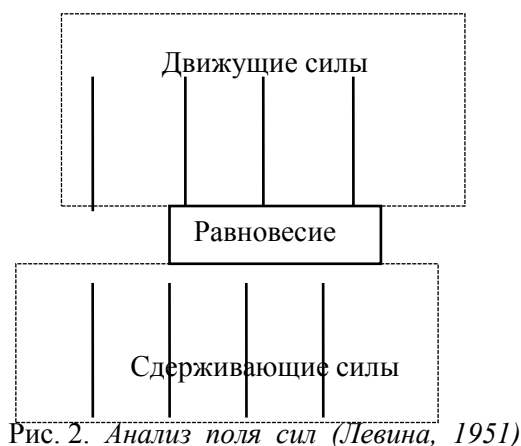 Движущие силы
Равновесие
Сдерживающие силы
Рис. 2. Анализ поля сил (Левина, 1951)